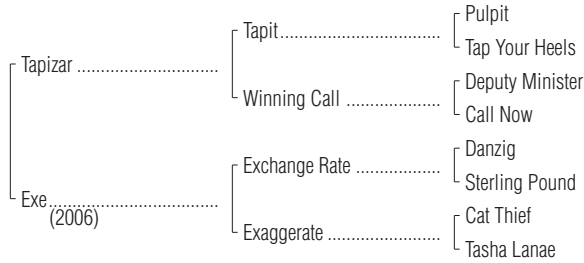 Pulpit
Tapit
Tap Your Heels
Tapizar
Deputy Minister
Winning Call
Call Now
Danzig
Exchange Rate
Sterling Pound
Exe
(2006)
Cat Thief
Exaggerate
Tasha Lanae